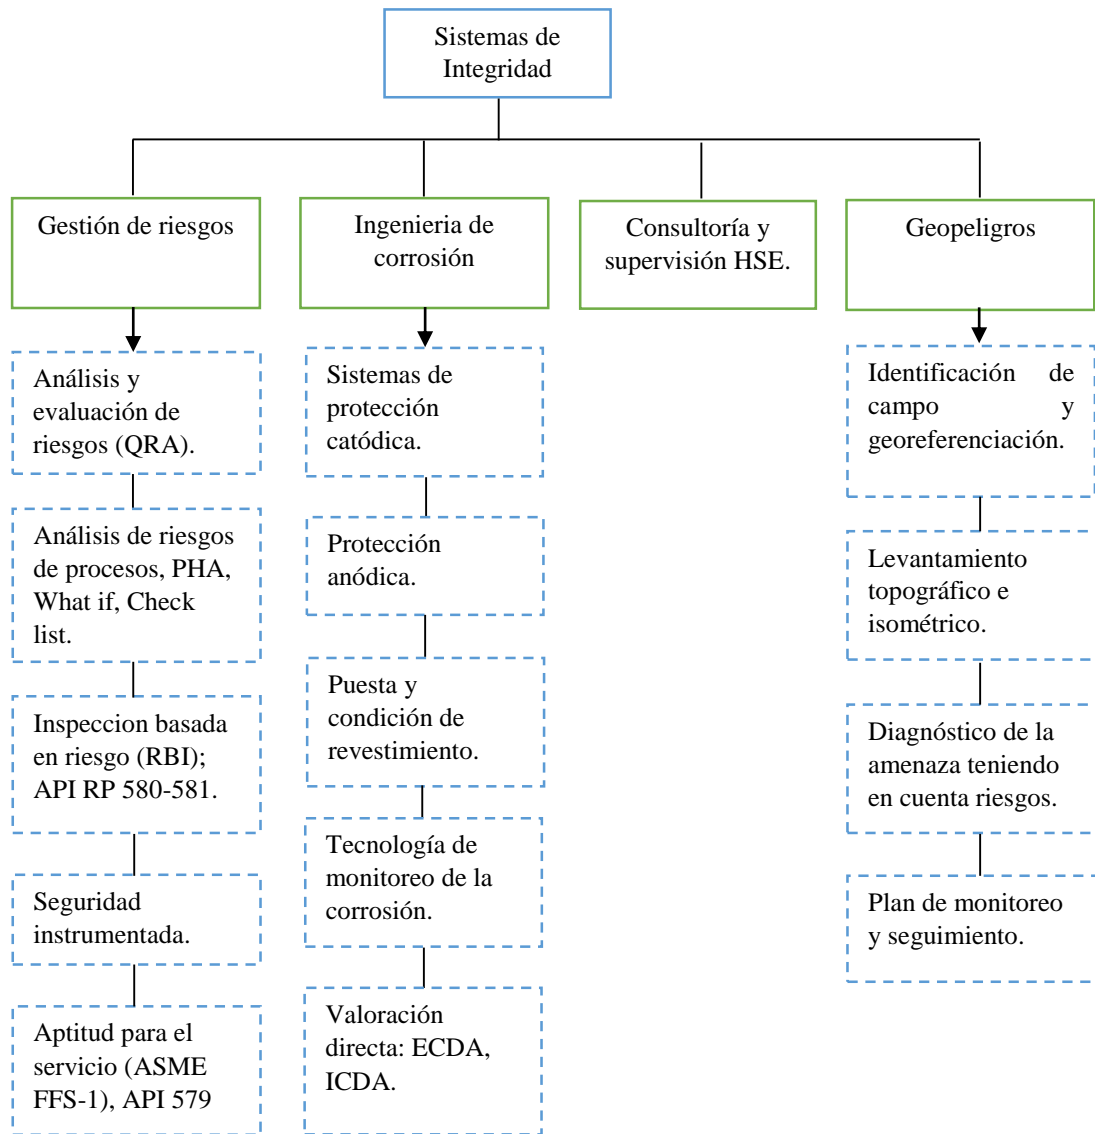 Sistemas de
Integridad
Gestión de riesgos
Ingenieria de
corrosión
Consultoría y
supervisión HSE.
Geopeligros
Análisis y
evaluación de
riesgos (QRA).
Análisis de riesgos
de procesos, PHA,
What if, Check
list.
Inspeccion basada
en riesgo (RBI);
API RP 580-581.
Seguridad
instrumentada.
Aptitud para el
servicio (ASME
FFS-1), API 579
Sistemas de
protección
catódica.
Protección
anódica.
Puesta y
condición de
revestimiento.
Tecnología de
monitoreo de la
corrosión.
Valoración
directa: ECDA,
ICDA.
Identificación de
campo y
georeferenciación.
Levantamiento
topográfico e
isométrico.
Diagnóstico de la
amenaza teniendo
en cuenta riesgos.
Plan de monitoreo
y seguimiento.